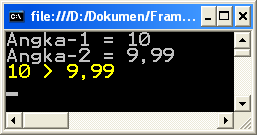 file:///D:/Dokumen/Fram...
Angka-1 = 10
Angka-2 = 9,99
10 > 9,99